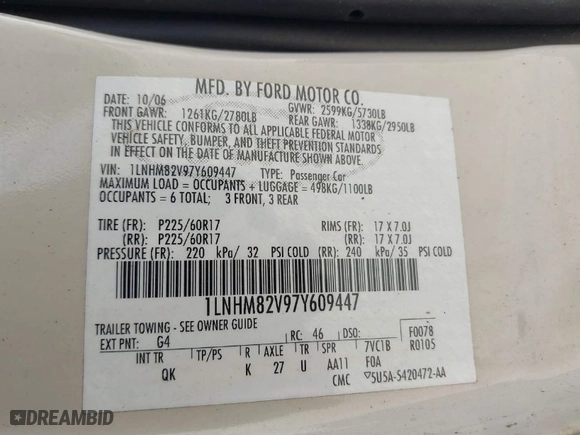 MFD. BY FORD MOTOR CO.
DATE: 10/06 GVWR: 2599KG/5730LB
FRONT GAWR: 1261KG/2780LB REAR GAWR: 1338KG/2950LB
THIS VEHICLE CONFORMS TO ALL APPLICABLE FEDERAL MOTOR
VEHICLE SAFETY, BUMPER, AND THEFT PREVENTION STANDARDS
IN EFFECT ON THE DATE OF MANUFACTURE SHOWN ABOVE.
VIN: 1LNHM82V97Y609447 TYPE: Passenger Car
MAXIMUM LOAD = OCCUPANTS + LUGGAGE = 498KG/1100LB
OCCUPANTS = 6 TOTAL; 3 FRONT, 3 REAR
TIRE (FR): P225/60R17 RIMS (FR): 17 X 7.0J
(RR): P225/60R17 (RR): 17 X 7.0J
PRESSURE (FR): 220 kPa/ 32 PSI COLD (RR): 240 kPa/ 35 PSI COLD
1LNHM82V97Y609447
TRAILER TOWING - SEE OWNER GUIDE
EXT PNT: G4 RC: 46 DSO: F0078
INT TR TP/PS R AXLE TR SPR 7VC1B R0105
QK K 27 U AA11 F0A
CMC 5U5A-5420472-AA
DREAMBID